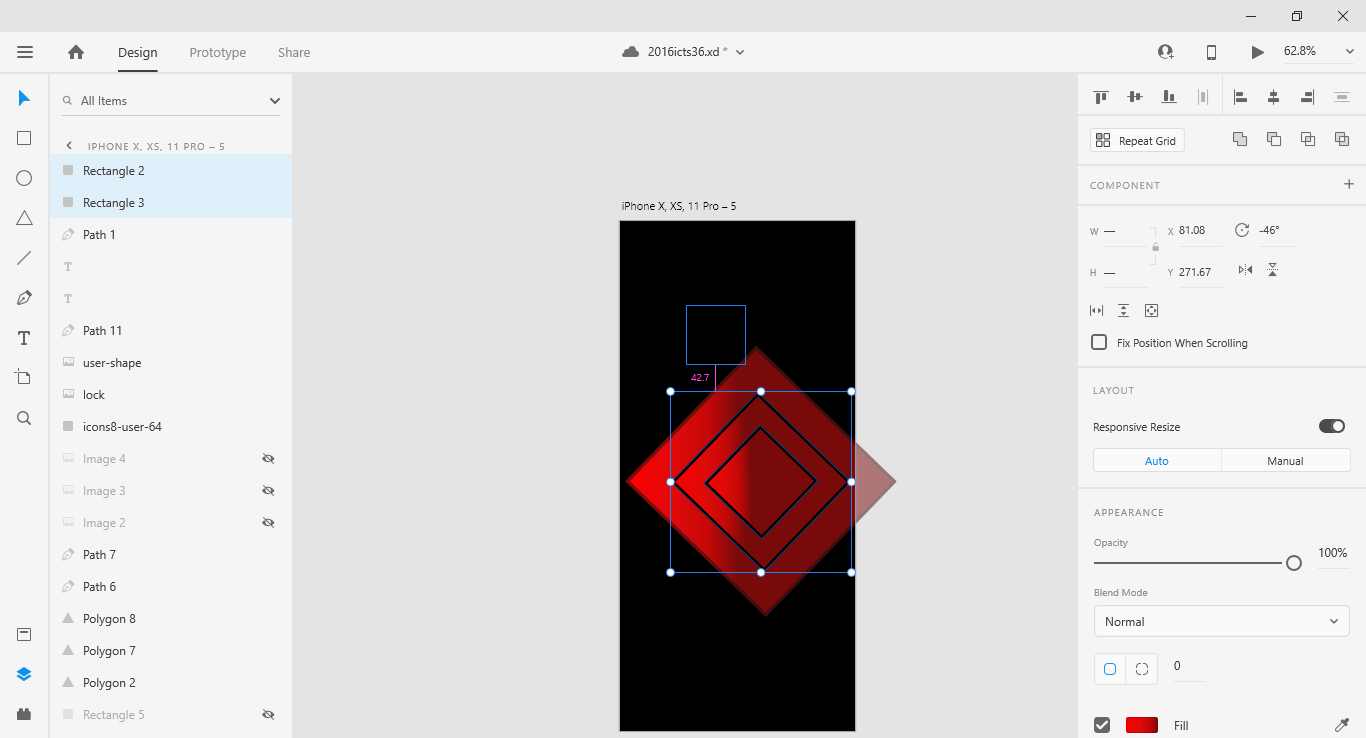 Design Prototype Share 2016icts36.xd * 62.8%
All Items
IPHONE X, XS, 11 PRO – 5
Rectangle 2
Rectangle 3
Path 1
T
T
Path 11
user-shape
lock
icons8-user-64
Image 4
Image 3
Image 2
Path 7
Path 6
Polygon 8
Polygon 7
Polygon 2
Rectangle 5
iPhone X, XS, 11 Pro – 5
42.7
Repeat Grid
COMPONENT
W — X 81.08 -46°
H — Y 271.67
Fix Position When Scrolling
LAYOUT
Responsive Resize
Auto Manual
APPEARANCE
Opacity
100%
Blend Mode
Normal
0
Fill